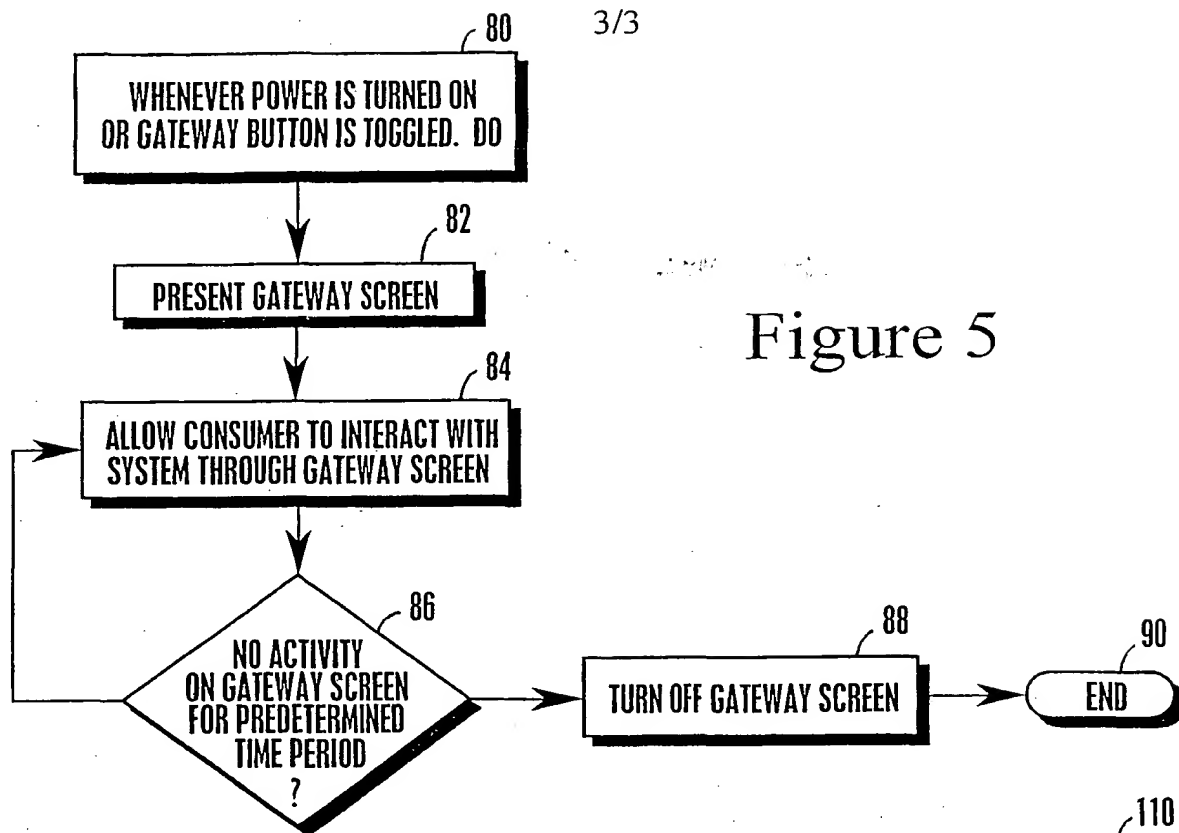 3/3
80
WHENEVER POWER IS TURNED ON
OR GATEWAY BUTTON IS TOGGLED. DO
82
PRESENT GATEWAY SCREEN
Figure 5
84
ALLOW CONSUMER TO INTERACT WITH
SYSTEM THROUGH GATEWAY SCREEN
86
NO ACTIVITY
ON GATEWAY SCREEN
FOR PREDETERMINED
TIME PERIOD
?
88
TURN OFF GATEWAY SCREEN
90
END
110